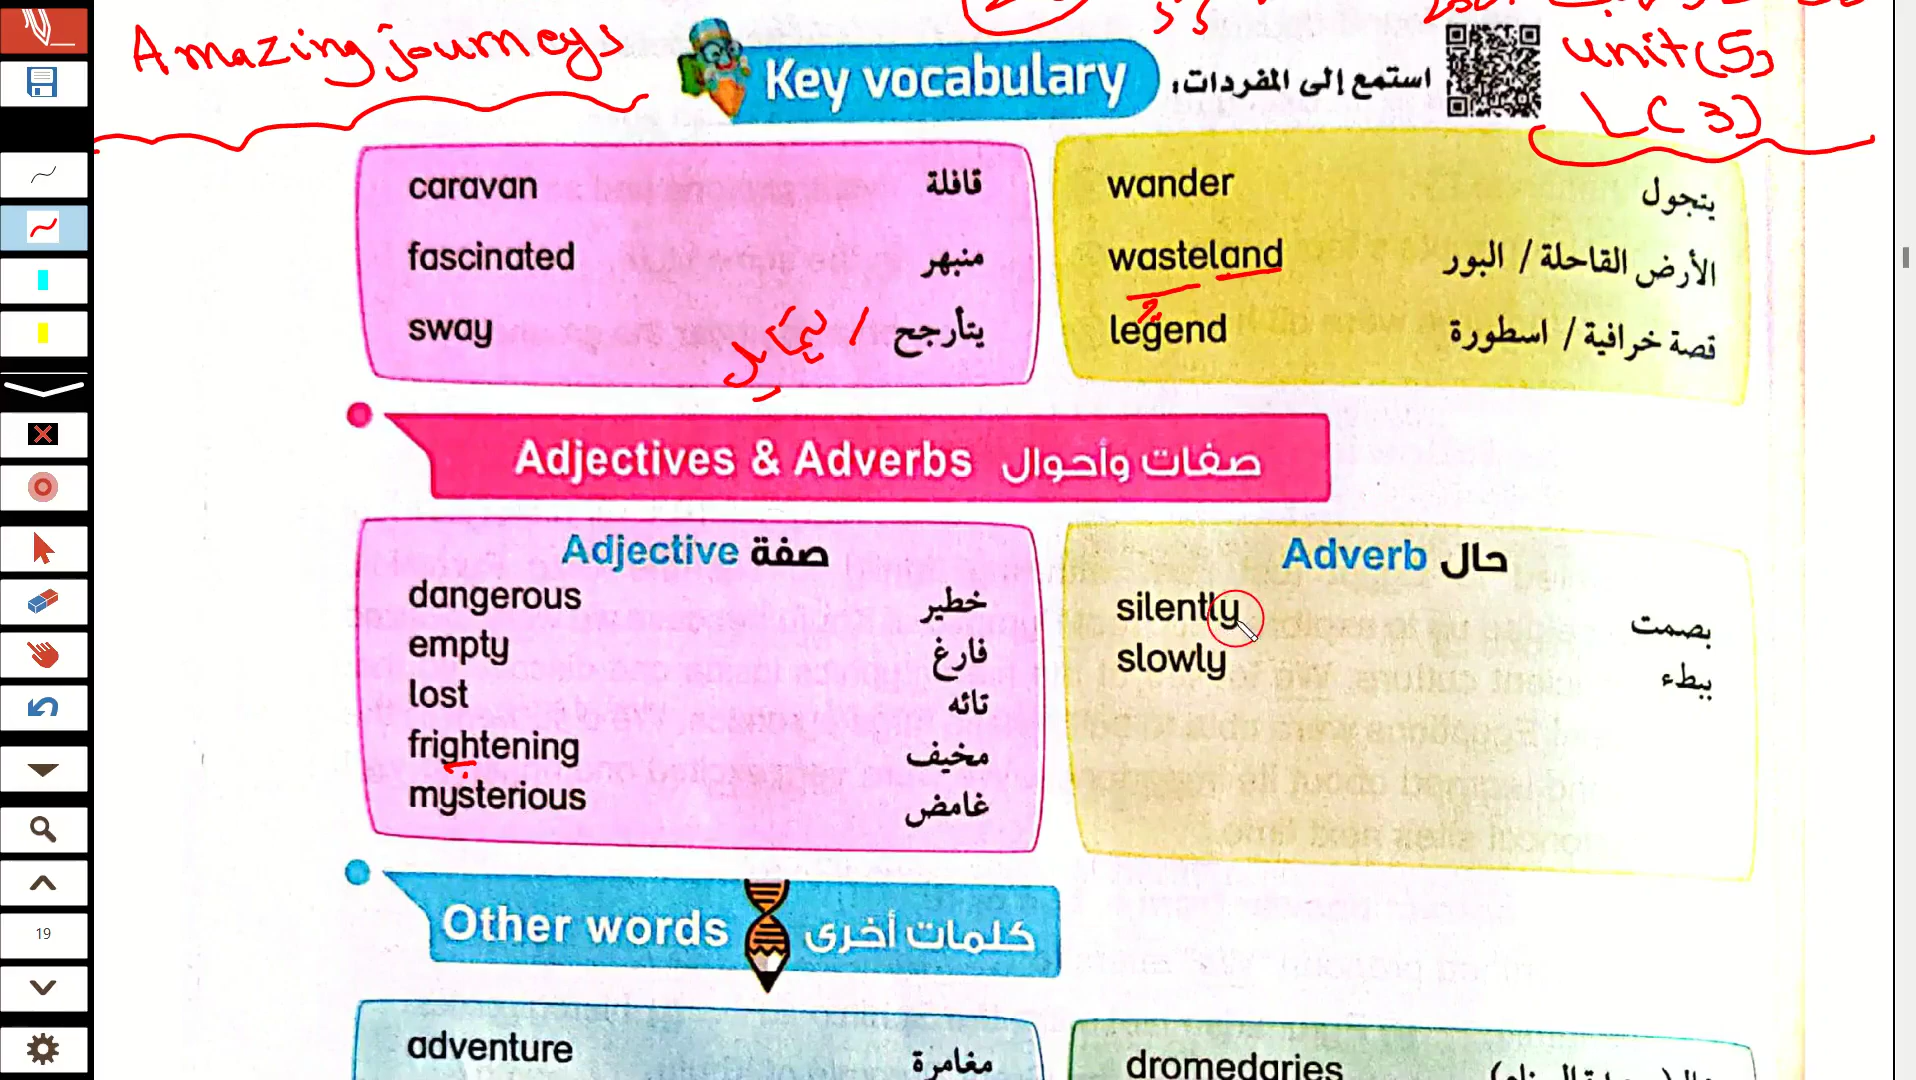 Amazing journeys
Key vocabulary استمع إلى المفردات:
unit (5)
L (3)
caravan قافلة
fascinated منبهر
sway يتأرجح / يتمايل
wander يتجول
wasteland الأرض القاحلة / البور
legend قصة خرافية / اسطورة
Adjectives & Adverbs صفات وأحوال
Adjective صفة
dangerous خطير
empty فارغ
lost تائه
frightening مخيف
mysterious غامض
Adverb حال
silently بصمت
slowly ببطء
Other words كلمات أخرى
adventure مغامرة
dromedaries
19